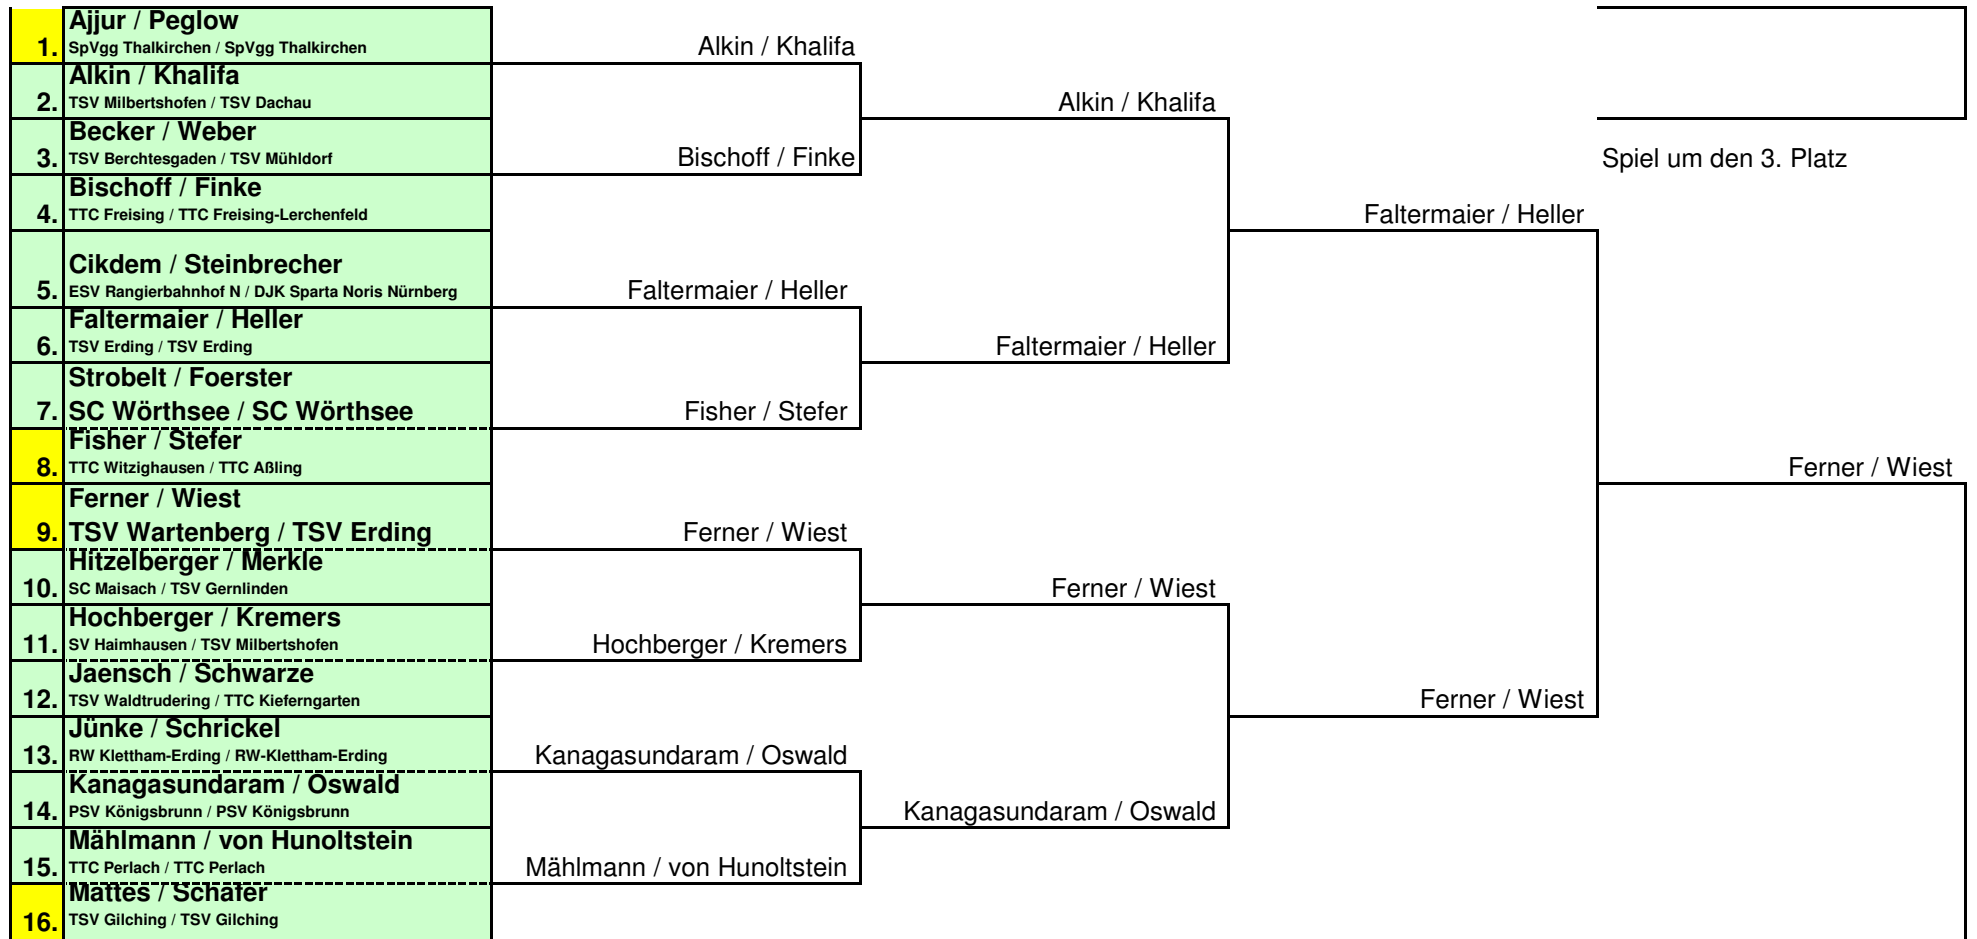 Ajjur / Peglow
1. SpVgg Thalkirchen / SpVgg Thalkirchen
Alkin / Khalifa
Alkin / Khalifa
2. TSV Milbertshofen / TSV Dachau
Alkin / Khalifa
Becker / Weber
3. TSV Berchtesgaden / TSV Mühldorf
Bischoff / Finke
Spiel um den 3. Platz
Bischoff / Finke
4. TTC Freising / TTC Freising-Lerchenfeld
Faltermaier / Heller
Cikdem / Steinbrecher
5. ESV Rangierbahnhof N / DJK Sparta Noris Nürnberg
Faltermaier / Heller
Faltermaier / Heller
6. TSV Erding / TSV Erding
Faltermaier / Heller
Strobelt / Foerster
7. SC Wörthsee / SC Wörthsee
Fisher / Stefer
Fisher / Stefer
8. TTC Witzighausen / TTC Aßling
Ferner / Wiest
Ferner / Wiest
9. TSV Wartenberg / TSV Erding
Ferner / Wiest
Hitzelberger / Merkle
10. SC Maisach / TSV Gernlinden
Ferner / Wiest
Hochberger / Kremers
11. SV Haimhausen / TSV Milbertshofen
Hochberger / Kremers
Jaensch / Schwarze
12. TSV Waldtrudering / TTC Kieferngarten
Ferner / Wiest
Jünke / Schrickel
13. RW Klettham-Erding / RW-Klettham-Erding
Kanagasundaram / Oswald
Kanagasundaram / Oswald
14. PSV Königsbrunn / PSV Königsbrunn
Kanagasundaram / Oswald
Mählmann / von Hunoltstein
15. TTC Perlach / TTC Perlach
Mählmann / von Hunoltstein
Mattes / Schäfer
16. TSV Gilching / TSV Gilching